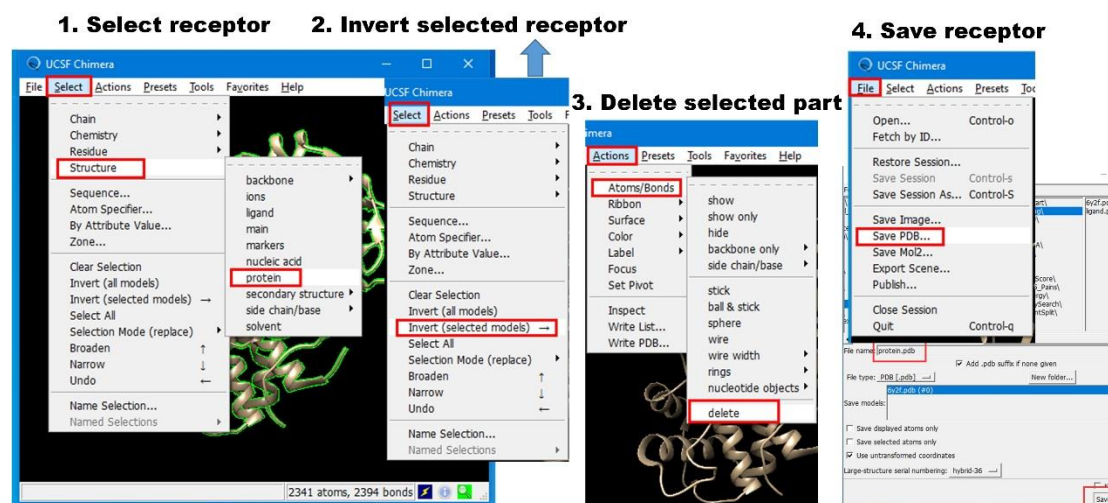 1. Select receptor
2. Invert selected receptor
3. Delete selected part
4. Save receptor
UCSF Chimera
File Select Actions Presets Tools Favorites Help
Chain
Chemistry
Residue
Structure
Sequence...
Atom Specifier...
By Attribute Value...
Zone...
Clear Selection
Invert (all models)
Invert (selected models) →
Select All
Selection Mode (replace)
Broaden ↑
Narrow ↓
Undo ←
Name Selection...
Named Selections
backbone
ions
ligand
main
markers
nucleic acid
protein
secondary structure
side chain/base
solvent
2341 atoms, 2394 bonds
UCSF Chimera
Select Actions Presets Tools
Chain
Chemistry
Residue
Structure
Sequence...
Atom Specifier...
By Attribute Value...
Zone...
Clear Selection
Invert (all models)
Invert (selected models) →
Select All
Selection Mode (replace)
Broaden ↑
Narrow ↓
Undo ←
Name Selection...
Named Selections
imera
Actions Presets Tools Favorites Help
Atoms/Bonds
Ribbon
Surface
Color
Label
Focus
Set Pivot
Inspect
Write List...
Write PDB...
show
show only
hide
backbone only
side chain/base
stick
ball & stick
sphere
wire
wire width
rings
nucleotide objects
delete
UCSF Chimera
File Select Actions Presets Too
Open... Control-o
Fetch by ID...
Restore Session...
Save Session Control-s
Save Session As... Control-S
Save Image...
Save PDB...
Save Mol2...
Export Scene...
Publish...
Close Session
Quit Control-q
File name: protein.pdb
Add .pdb suffix if none given
File type: PDB [.pdb]
New folder...
6y2f.pdb (#0)
Save models:
Save displayed atoms only
Save selected atoms only
Use untransformed coordinates
Large-structure serial numbering: hybrid-36
Save